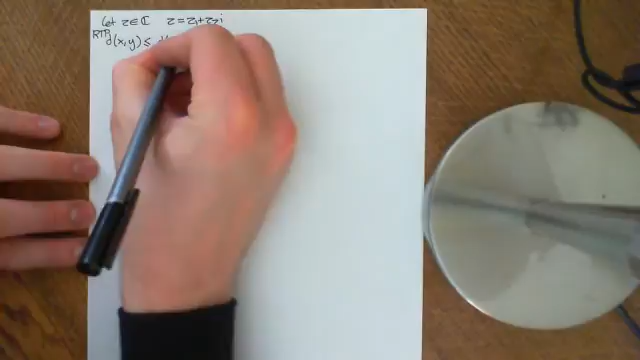 Let z ∈ ℂ z = z₁ + z₂i
RTP d(x,y) ≤